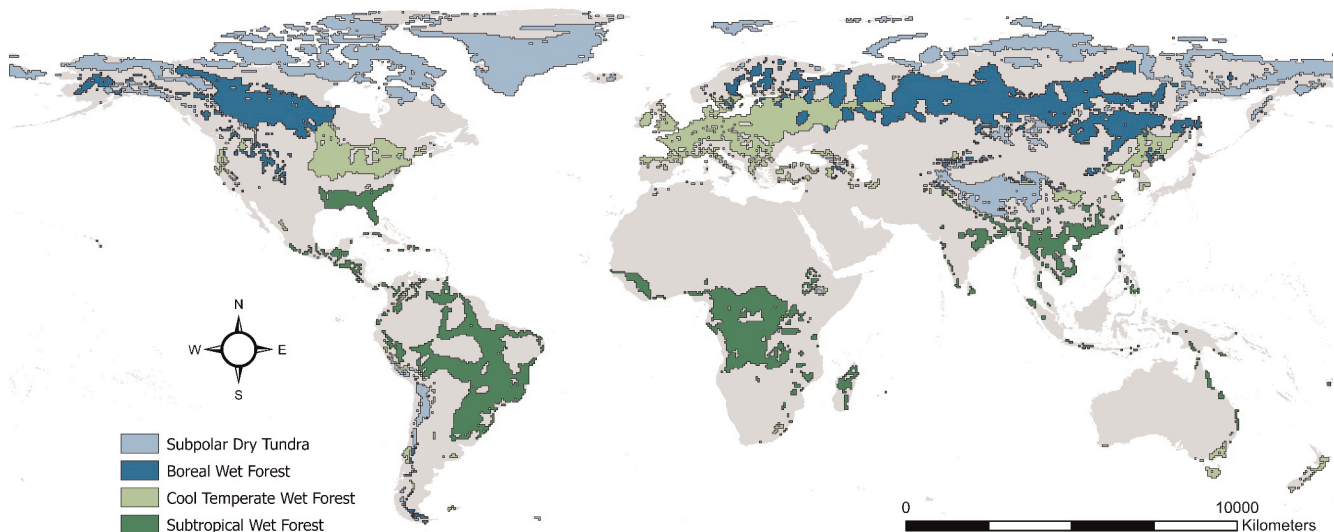 N
W E
S
Subpolar Dry Tundra
Boreal Wet Forest
Cool Temperate Wet Forest
Subtropical Wet Forest
0 10000
Kilometers